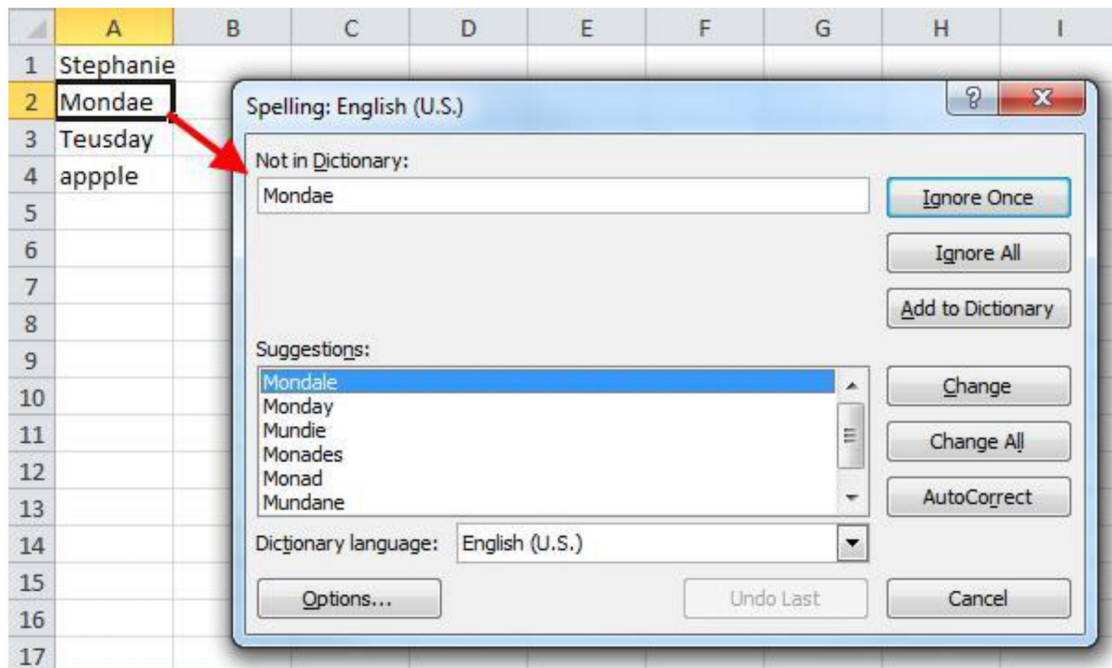 A B C D E F G H I
1 Stephanie
2 Mondae
3 Teusday
4 appple
5
6
7
8
9
10
11
12
13
14
15
16
17
Spelling: English (U.S.)
?
Not in Dictionary:
Mondae
Ignore Once
Ignore All
Add to Dictionary
Suggestions:
Mondale
Monday
Mundie
Monades
Monad
Mundane
Change
Change All
AutoCorrect
Dictionary language: English (U.S.)
Options...
Undo Last
Cancel